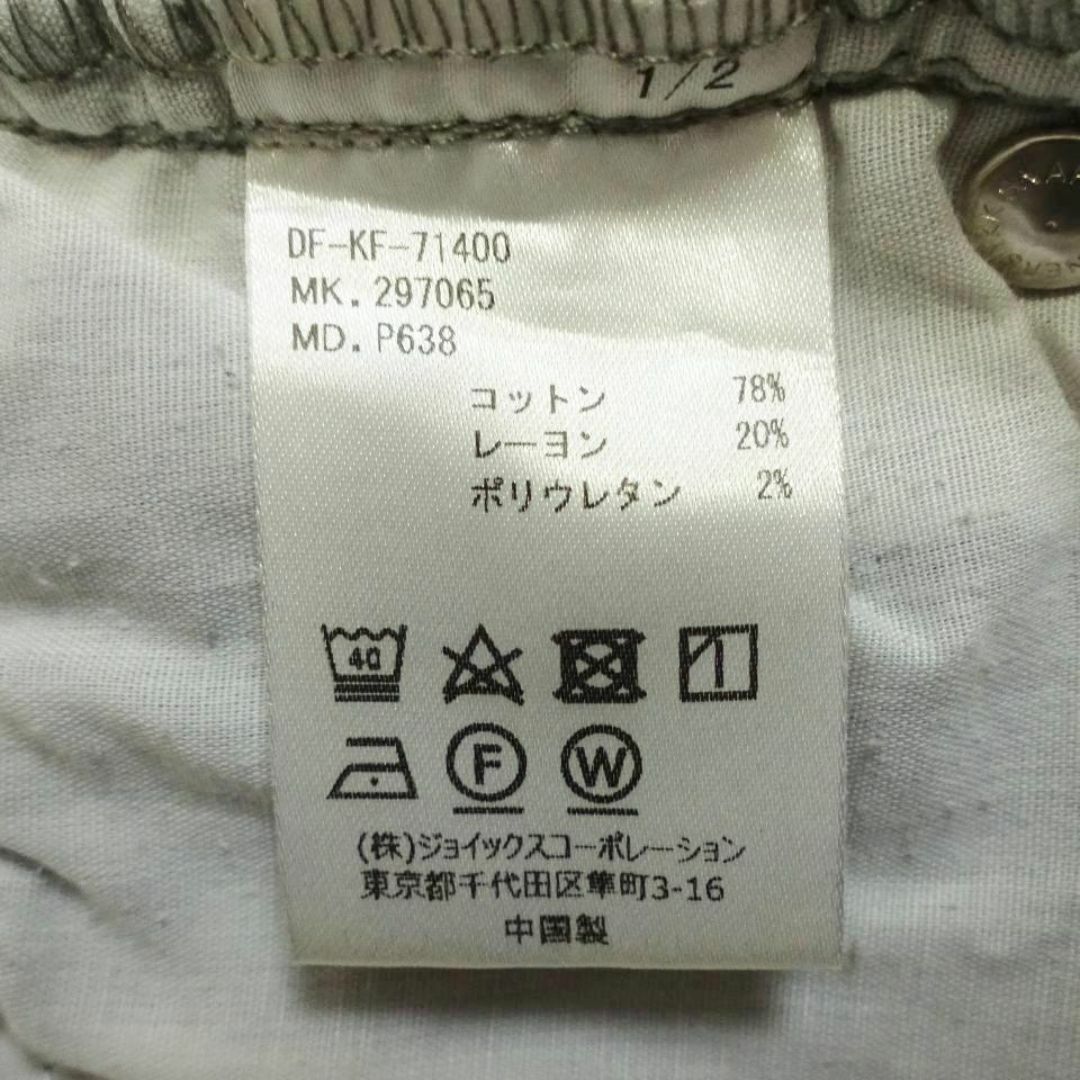 1/2
DF-KF-71400
MK. 297065
MD. P638
コットン 78%
レーヨン 20%
ポリウレタン 2%
40
F W
(株)ジョイックスコーポレーション
東京都千代田区隼町3-16
中国製